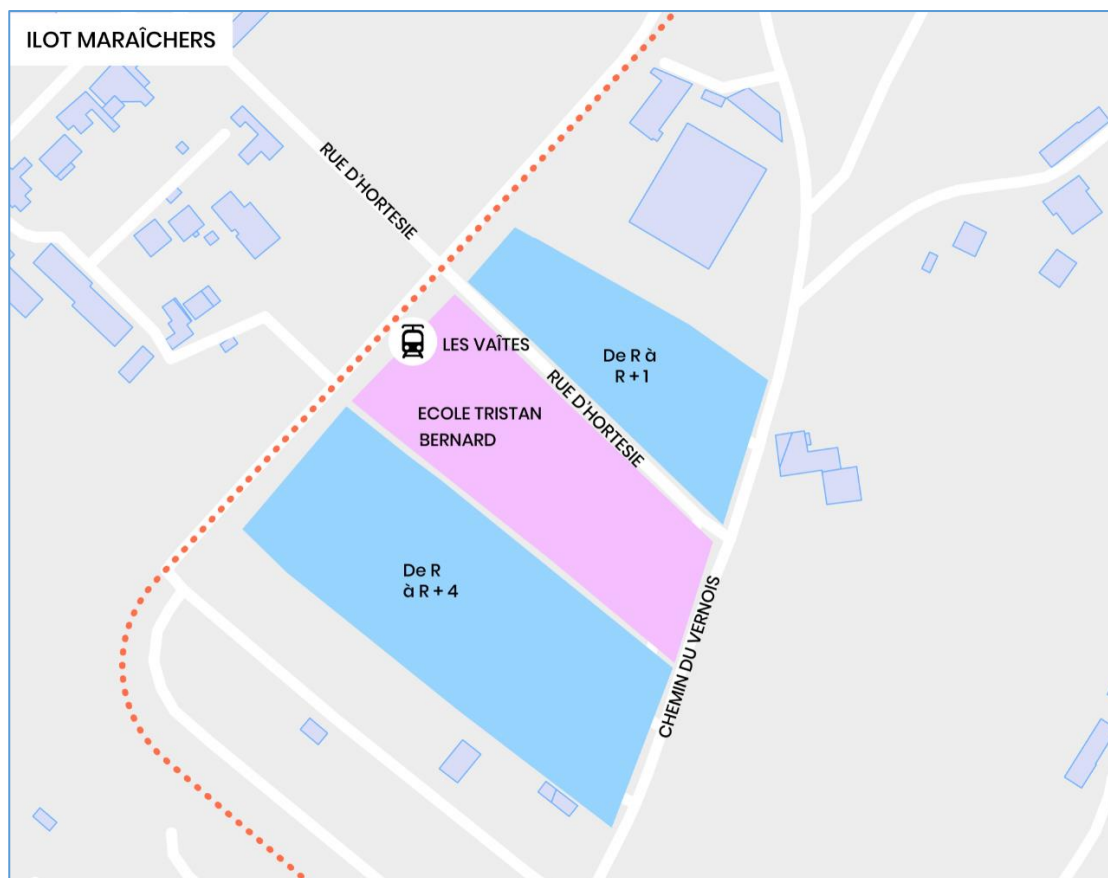 ILOT MARAÎCHERS
RUE D'HORTESIE
LES VAÎTES
De R à
R + 1
RUE D'HORTESIE
ECOLE TRISTAN
BERNARD
De R
à R + 4
CHEMIN DU VERNOIS